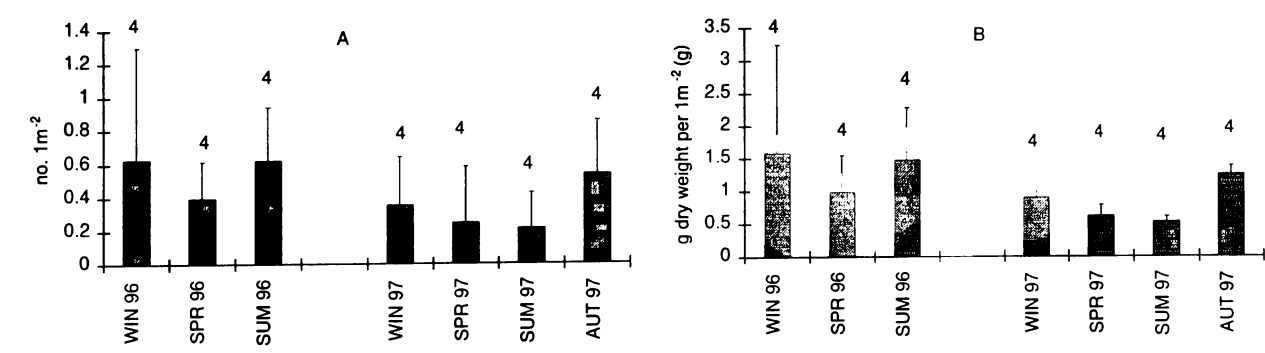 A
no. 1m⁻²
1.4
1.2
1
0.8
0.6
0.4
0.2
0
4
4
4
4
4
4
4
WIN 96
SPR 96
SUM 96
WIN 97
SPR 97
SUM 97
AUT 97
B
g dry weight per 1m⁻² (g)
3.5
3
2.5
2
1.5
1
0.5
0
4
4
4
4
4
4
4
WIN 96
SPR 96
SUM 96
WIN 97
SPR 97
SUM 97
AUT 97